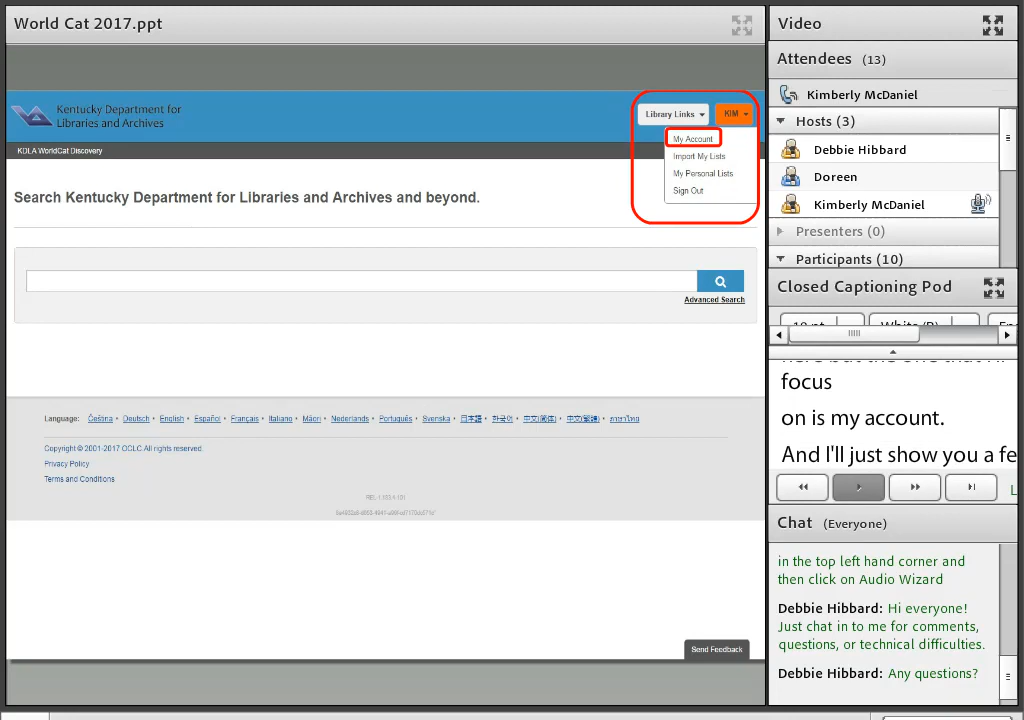 World Cat 2017.ppt
Kentucky Department for
Libraries and Archives
Library Links
KIM
My Account
Import My Lists
My Personal Lists
Sign Out
KDLA WorldCat Discovery
Search Kentucky Department for Libraries and Archives and beyond.
Advanced Search
Language: Čeština • Deutsch • English • Español • Français • Italiano • Māori • Nederlands • Português • Svenska • 日本語 • 한국어 • 中文(简体) • 中文(繁體) • ภาษาไทย
Copyright © 2001-2017 OCLC All rights reserved.
Privacy Policy
Terms and Conditions
Send Feedback
Video
Attendees (13)
Kimberly McDaniel
Hosts (3)
Debbie Hibbard
Doreen
Kimberly McDaniel
Presenters (0)
Participants (10)
Closed Captioning Pod
focus
on is my account.
And I'll just show you a fe
Chat (Everyone)
in the top left hand corner and
then click on Audio Wizard
Debbie Hibbard: Hi everyone!
Just chat in to me for comments,
questions, or technical difficulties.
Debbie Hibbard: Any questions?